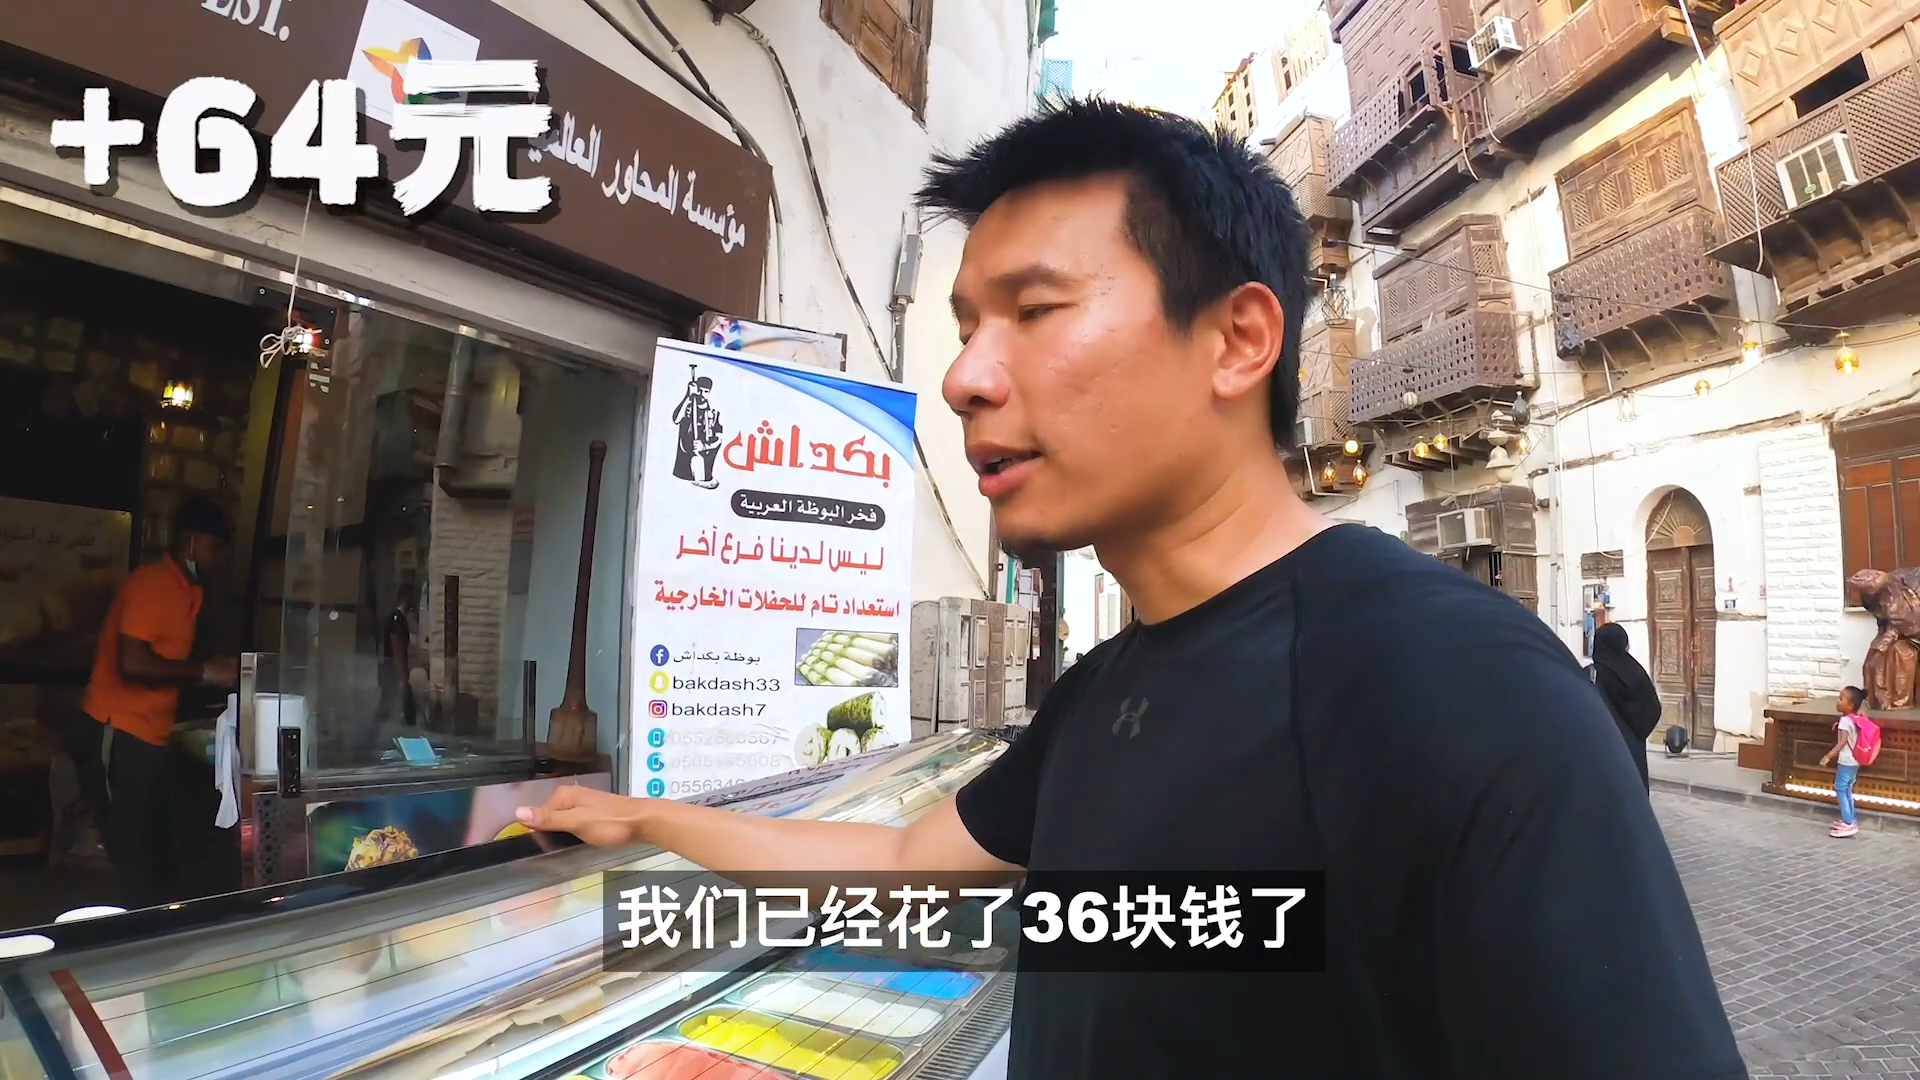 EST.
+64元
مؤسسة المحاور العالمية
بكداش
فخر البوظة العربية
ليس لدينا فرع آخر
استعداد تام للحفلات الخارجية
بوظة بكداش
bakdash33
bakdash7
我们已经花了36块钱了